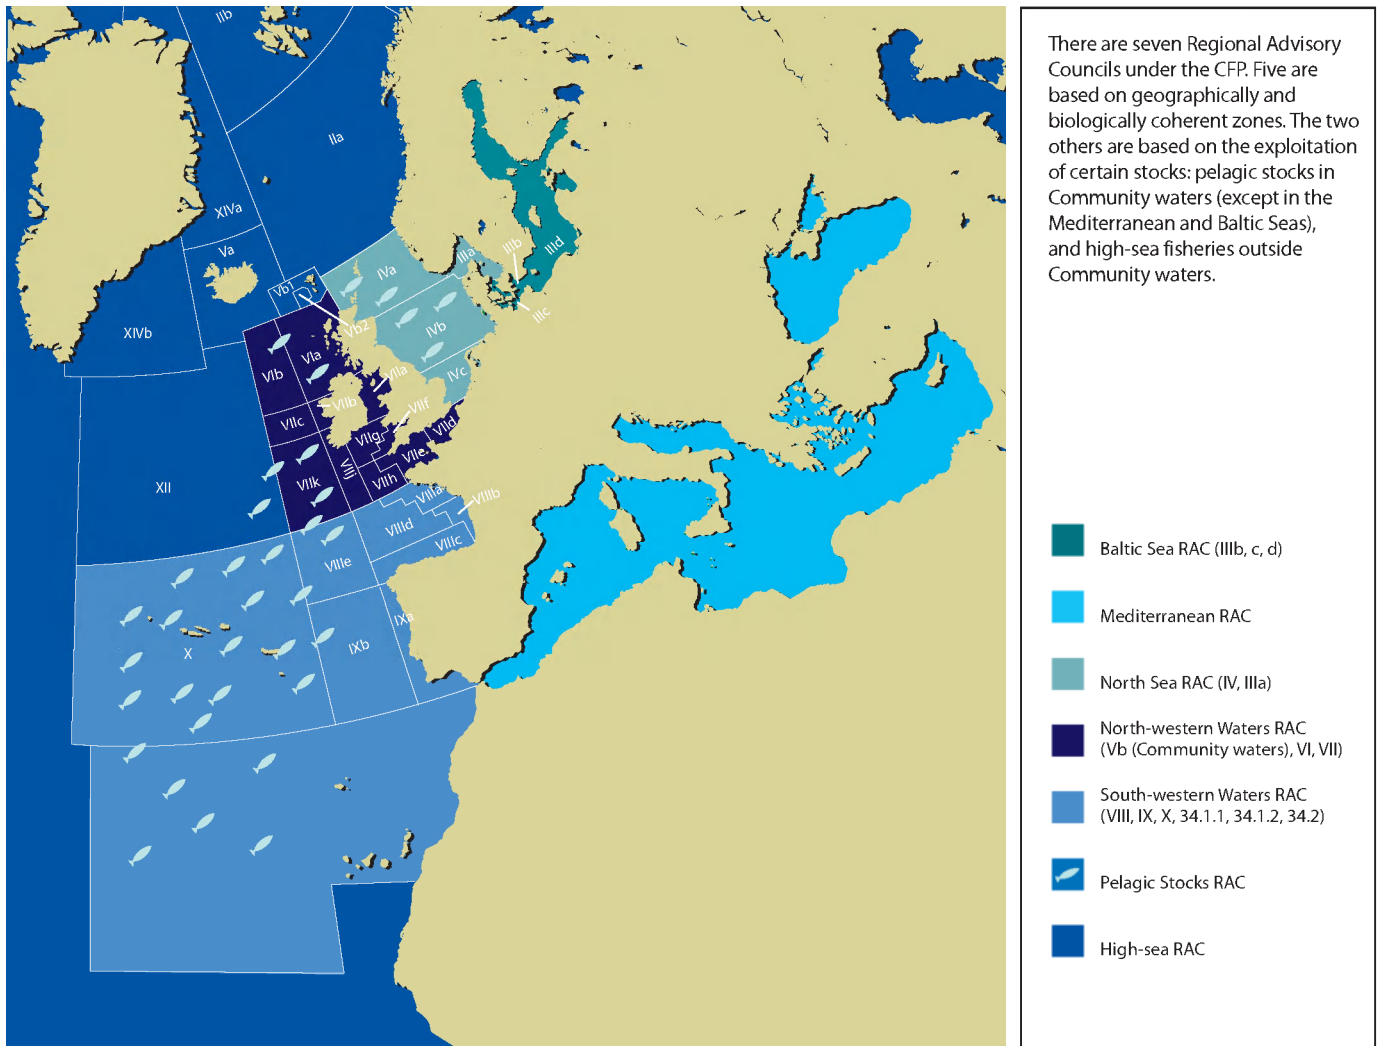 IIb
IIa
XIVa
Va
Vb1
Vb2
XIVb
IVa
IIIa
IIIb
IIId
IIIc
IVb
IVc
VIa
VIb
VIIa
VIIb
VIIc
VIIf
VIIg
VIId
VIIe
VIIj
VIIh
VIIk
XII
VIIIa
VIIIb
VIIId
VIIIc
VIIIe
IXa
IXb
X
There are seven Regional Advisory
Councils under the CFP. Five are
based on geographically and
biologically coherent zones. The two
others are based on the exploitation
of certain stocks: pelagic stocks in
Community waters (except in the
Mediterranean and Baltic Seas),
and high-sea fisheries outside
Community waters.
Baltic Sea RAC (IIIb, c, d)
Mediterranean RAC
North Sea RAC (IV, IIIa)
North-western Waters RAC
(Vb (Community waters), VI, VII)
South-western Waters RAC
(VIII, IX, X, 34.1.1, 34.1.2, 34.2)
Pelagic Stocks RAC
High-sea RAC